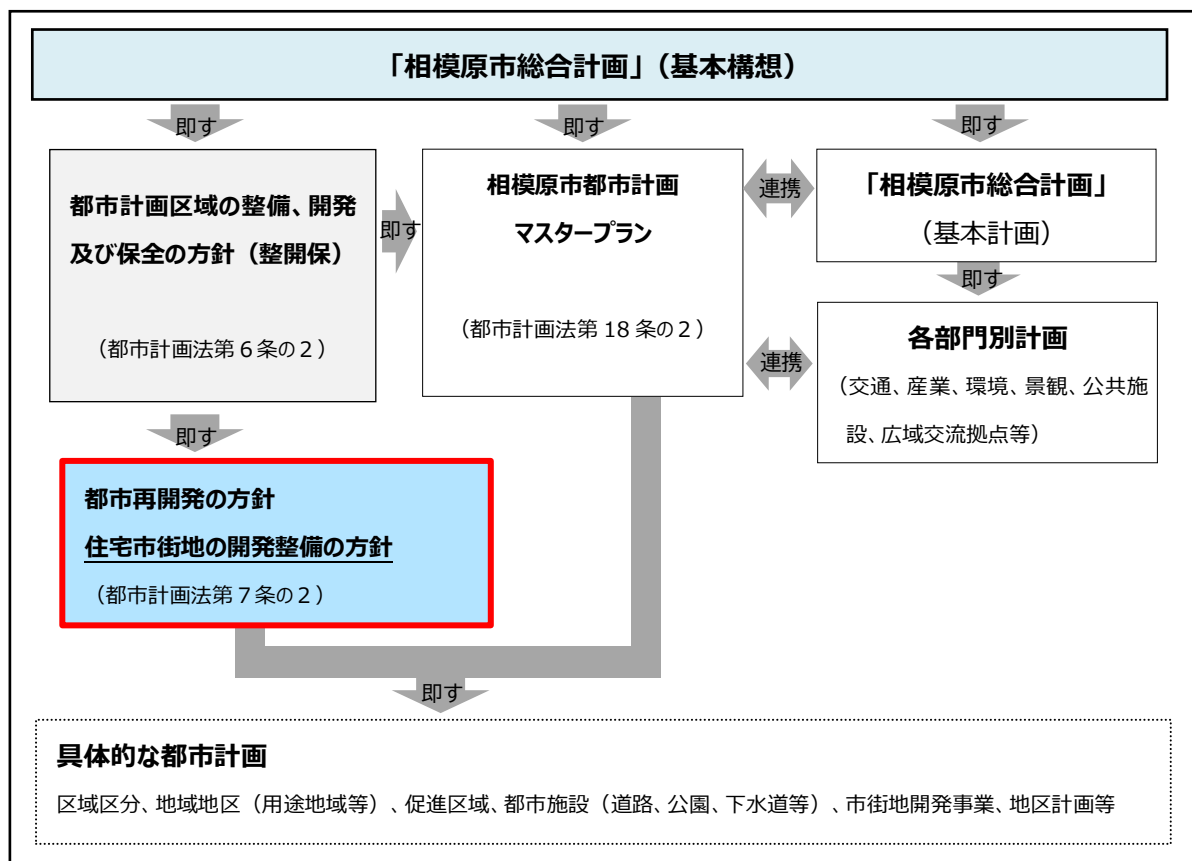 「相模原市総合計画」（基本構想）
即す
即す
即す
都市計画区域の整備、開発
及び保全の方針（整開保）
（都市計画法第６条の２）
即す
相模原市都市計画
マスタープラン
（都市計画法第 18 条の２）
連携
「相模原市総合計画」
（基本計画）
即す
連携
各部門別計画
（交通、産業、環境、景観、公共施
設、広域交流拠点等）
即す
都市再開発の方針
住宅市街地の開発整備の方針
（都市計画法第７条の２）
即す
具体的な都市計画
区域区分、地域地区（用途地域等）、促進区域、都市施設（道路、公園、下水道等）、市街地開発事業、地区計画等